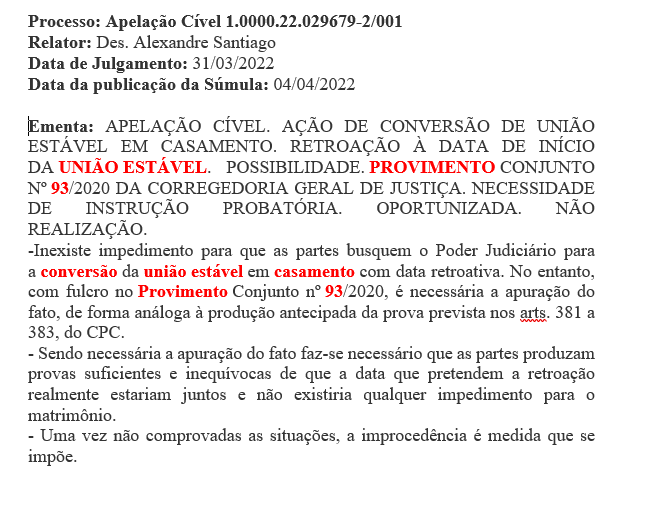 Processo: Apelação Cível 1.0000.22.029679-2/001
Relator: Des. Alexandre Santiago
Data de Julgamento: 31/03/2022
Data da publicação da Súmula: 04/04/2022
Ementa: APELAÇÃO CÍVEL. AÇÃO DE CONVERSÃO DE UNIÃO
ESTÁVEL EM CASAMENTO. RETROAÇÃO À DATA DE INÍCIO
DA UNIÃO ESTÁVEL. POSSIBILIDADE. PROVIMENTO CONJUNTO
Nº 93/2020 DA CORREGEDORIA GERAL DE JUSTIÇA. NECESSIDADE
DE INSTRUÇÃO PROBATÓRIA. OPORTUNIZADA. NÃO
REALIZAÇÃO.
-Inexiste impedimento para que as partes busquem o Poder Judiciário para
a conversão da união estável em casamento com data retroativa. No entanto,
com fulcro no Provimento Conjunto nº 93/2020, é necessária a apuração do
fato, de forma análoga à produção antecipada da prova prevista nos arts. 381 a
383, do CPC.
- Sendo necessária a apuração do fato faz-se necessário que as partes produzam
provas suficientes e inequívocas de que a data que pretendem a retroação
realmente estariam juntos e não existiria qualquer impedimento para o
matrimônio.
- Uma vez não comprovadas as situações, a improcedência é medida que se
impõe.